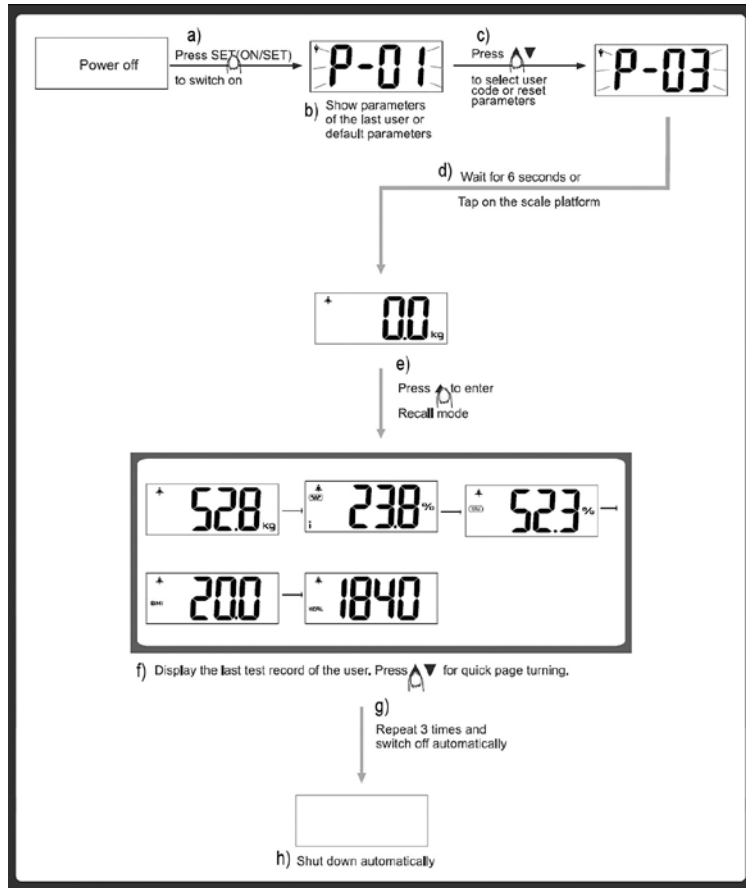 a)
Power off
Press SET(ON/SET)
to switch on
P-01
b) Show parameters
of the last user or
default parameters
c)
Press ▲▼
to select user
code or reset
parameters
P-03
d) Wait for 6 seconds or
Tap on the scale platform
0.0 kg
e)
Press ▲ to enter
Recall mode
52.8 kg
23.8 %
52.3 %
BMI 20.0
KCAL 1840
f) Display the last test record of the user. Press ▲▼ for quick page turning.
g)
Repeat 3 times and
switch off automatically
h) Shut down automatically